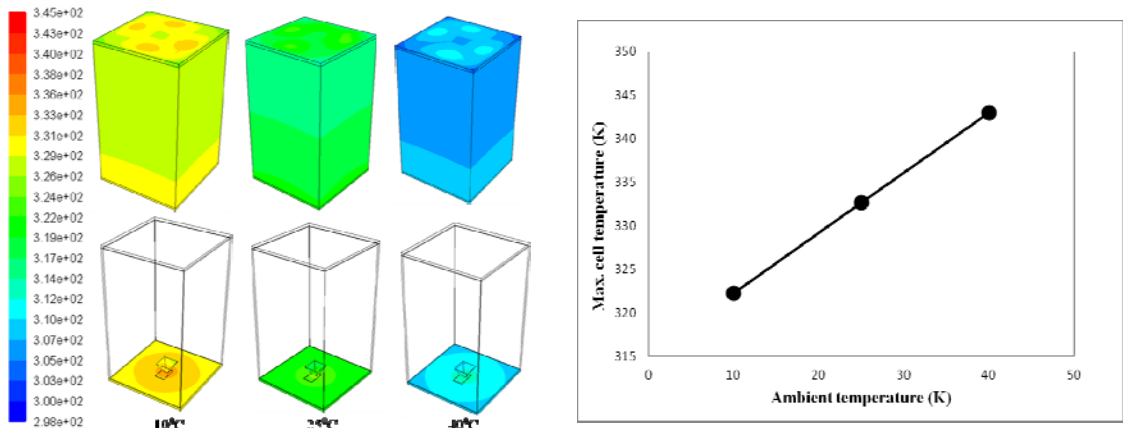 3.45e+02
3.43e+02
3.40e+02
3.38e+02
3.36e+02
3.33e+02
3.31e+02
3.29e+02
3.26e+02
3.24e+02
3.22e+02
3.19e+02
3.17e+02
3.15e+02
3.12e+02
3.10e+02
3.07e+02
3.05e+02
3.03e+02
3.00e+02
2.98e+02
10°C
25°C
40°C
350
345
340
335
330
325
320
315
0
10
20
30
40
50
Max. cell temperature (K)
Ambient temperature (K)